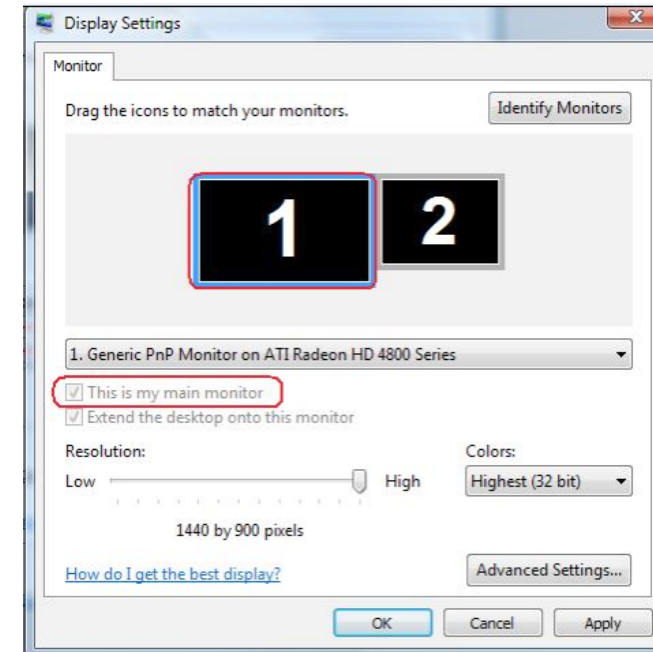 Display Settings
Monitor
Drag the icons to match your monitors.
Identify Monitors
1
2
1. Generic PnP Monitor on ATI Radeon HD 4800 Series
This is my main monitor
Extend the desktop onto this monitor
Resolution:
Colors:
Low
High
Highest (32 bit)
1440 by 900 pixels
How do I get the best display?
Advanced Settings...
OK
Cancel
Apply